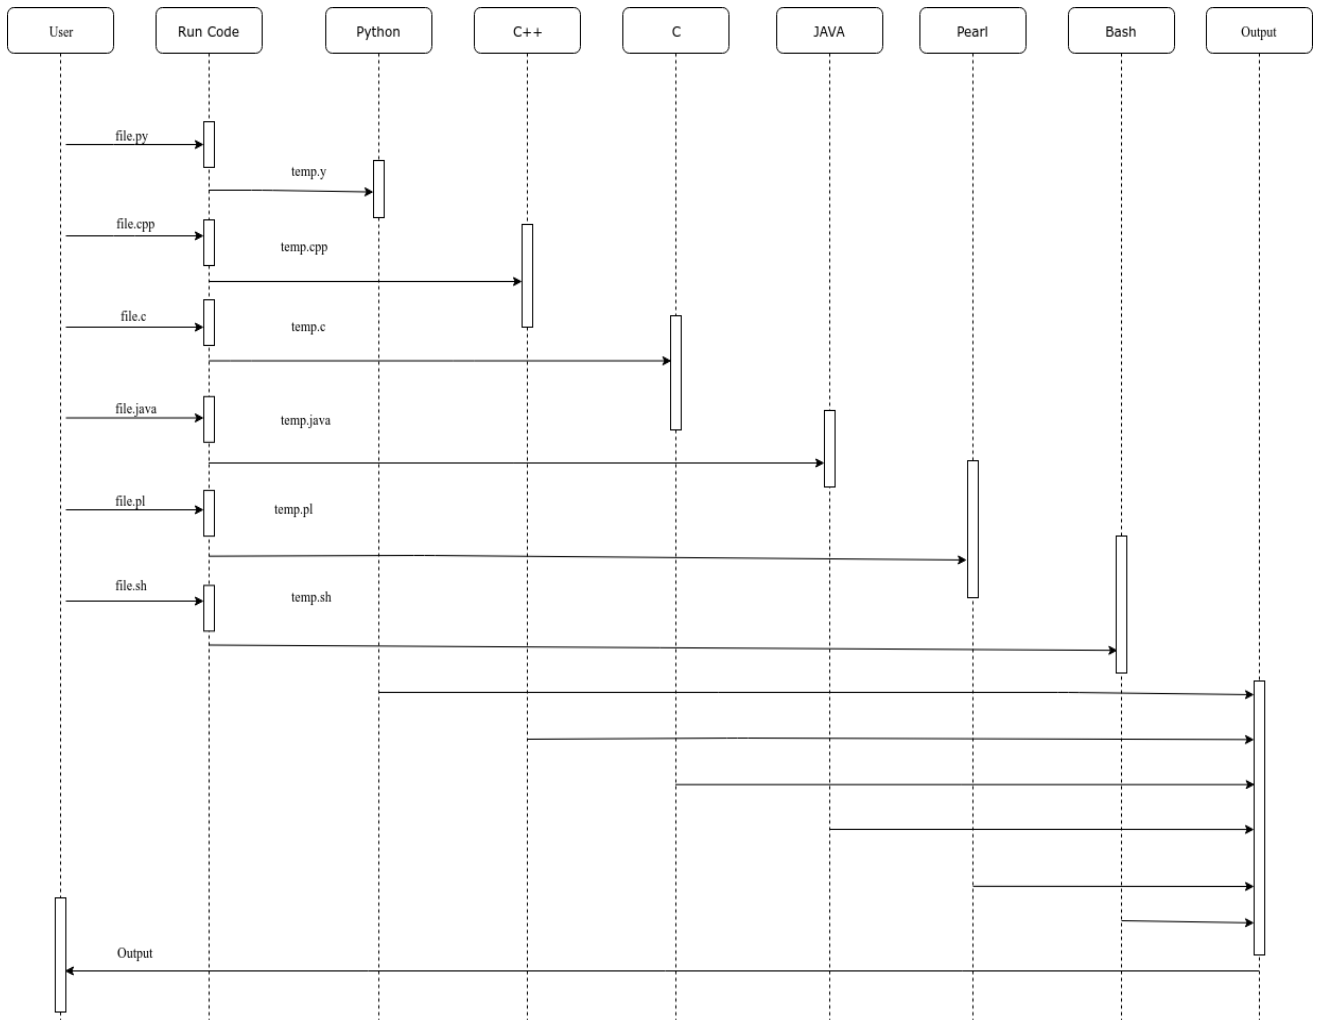 User
Run Code
Python
C++
C
JAVA
Pearl
Bash
Output
file.py
temp.y
file.cpp
temp.cpp
file.c
temp.c
file.java
temp.java
file.pl
temp.pl
file.sh
temp.sh
Output